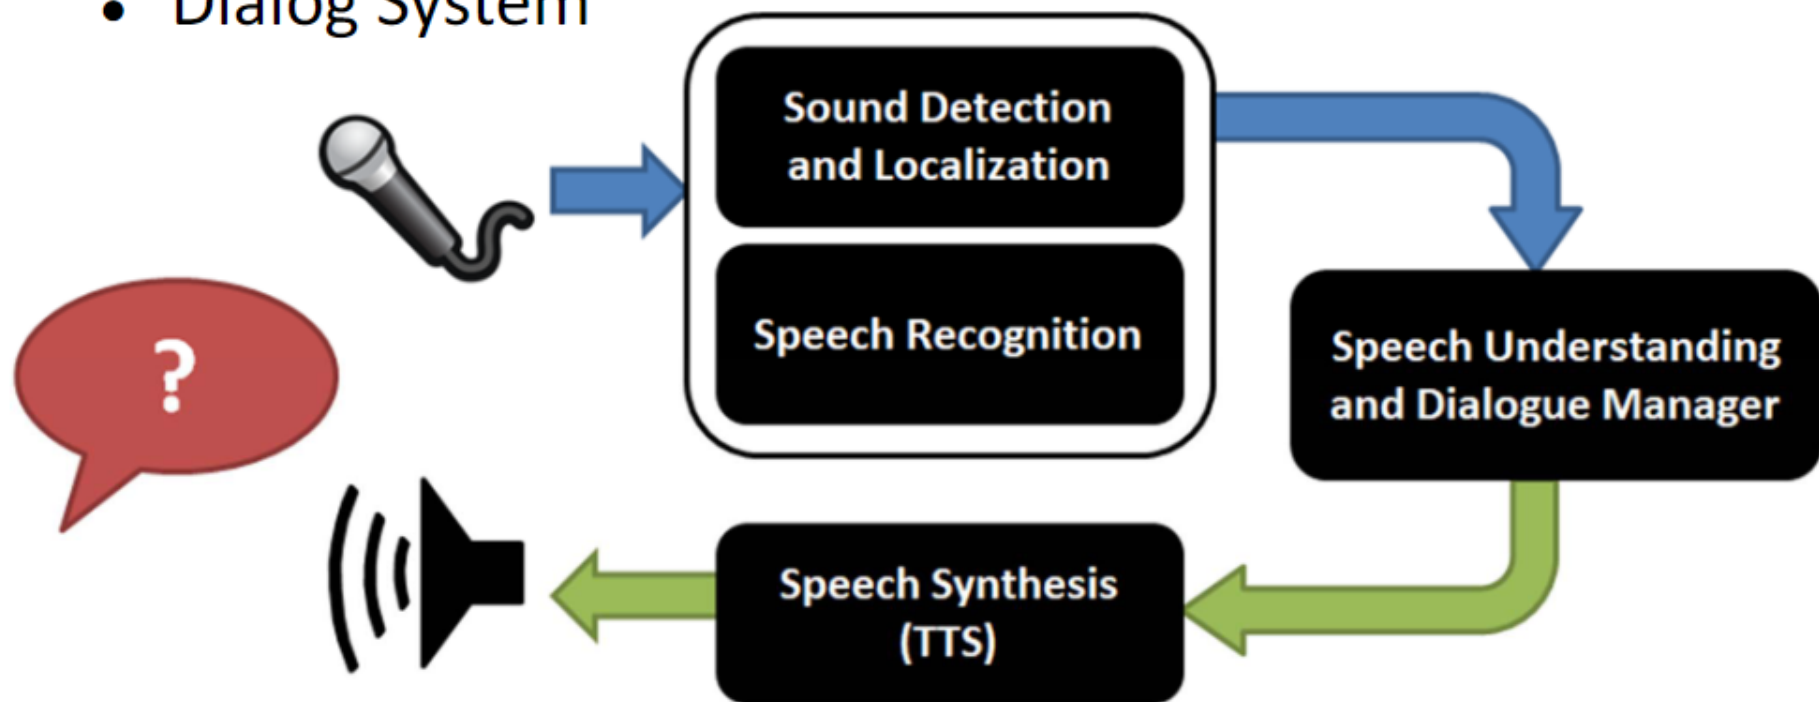 • Dialog System
Sound Detection
and Localization
Speech Recognition
Speech Understanding
and Dialogue Manager
?
Speech Synthesis
(TTS)